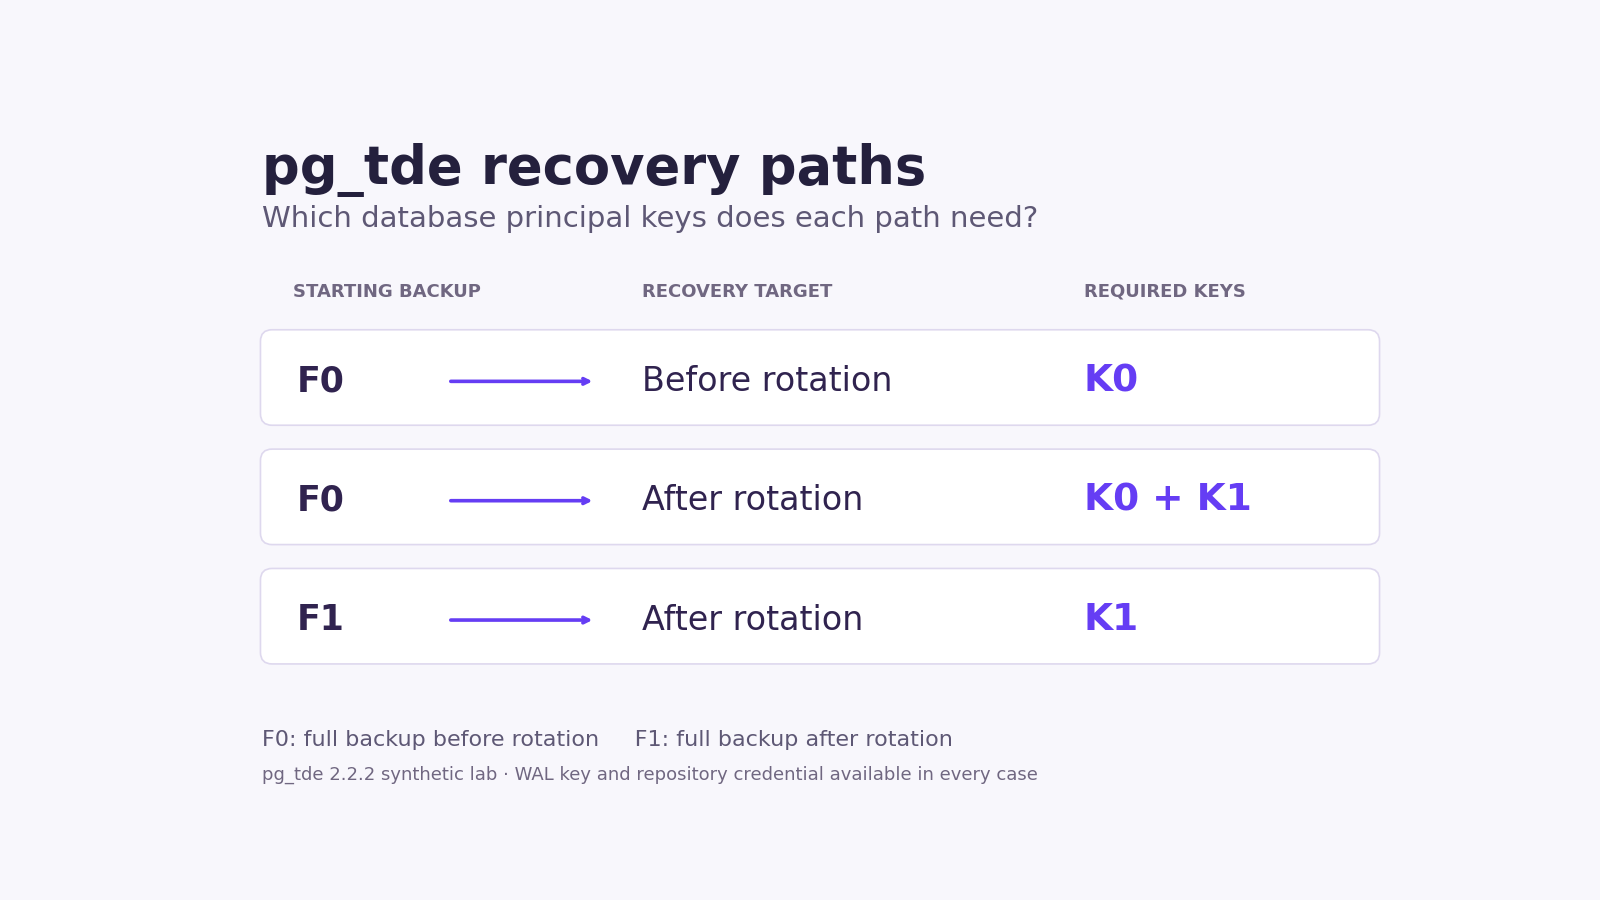 pg_tde recovery paths
Which database principal keys does each path need?
STARTING BACKUP RECOVERY TARGET REQUIRED KEYS
F0 Before rotation K0
F0 After rotation K0 + K1
F1 After rotation K1
F0: full backup before rotation F1: full backup after rotation
pg_tde 2.2.2 synthetic lab · WAL key and repository credential available in every case